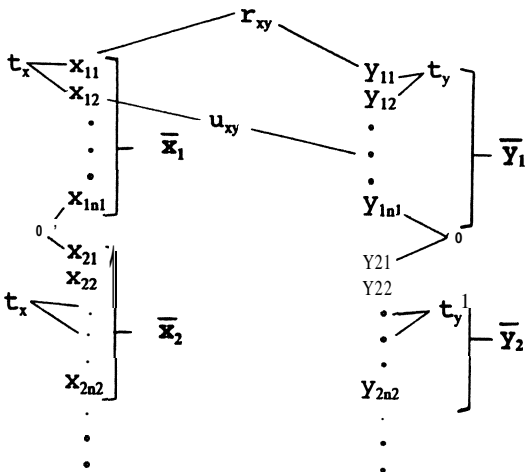 r_xy
t_x x_11 y_11 t_y
x_12 y_12
u_xy x̄_1 ȳ_1
x_1n1 y_1n1
0 0
x_21 Y21
x_22 Y22
t_x t_y 1
x̄_2 ȳ_2
x_2n2 y_2n2